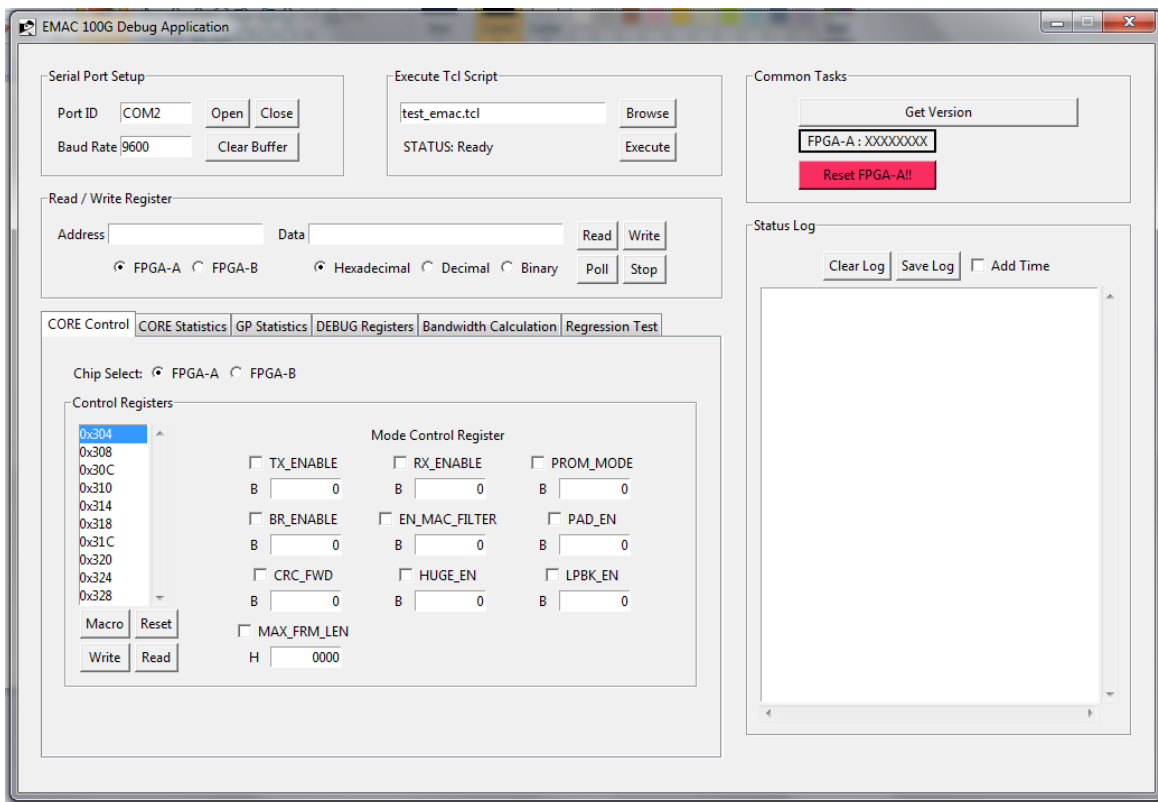 EMAC 100G Debug Application
Serial Port Setup
Port ID COM2 Open Close
Baud Rate 9600 Clear Buffer
Execute Tcl Script
test_emac.tcl Browse
STATUS: Ready Execute
Common Tasks
Get Version
FPGA-A : XXXXXXXX
Reset FPGA-A!!
Read / Write Register
Address Data Read Write
FPGA-A FPGA-B Hexadecimal Decimal Binary Poll Stop
Status Log
Clear Log Save Log Add Time
CORE Control CORE Statistics GP Statistics DEBUG Registers Bandwidth Calculation Regression Test
Chip Select: FPGA-A FPGA-B
Control Registers
0x304
0x308
0x30C
0x310
0x314
0x318
0x31C
0x320
0x324
0x328
Macro Reset
Write Read
Mode Control Register
TX_ENABLE RX_ENABLE PROM_MODE
B 0 B 0 B 0
BR_ENABLE EN_MAC_FILTER PAD_EN
B 0 B 0 B 0
CRC_FWD HUGE_EN LPBK_EN
B 0 B 0 B 0
MAX_FRM_LEN
H 0000